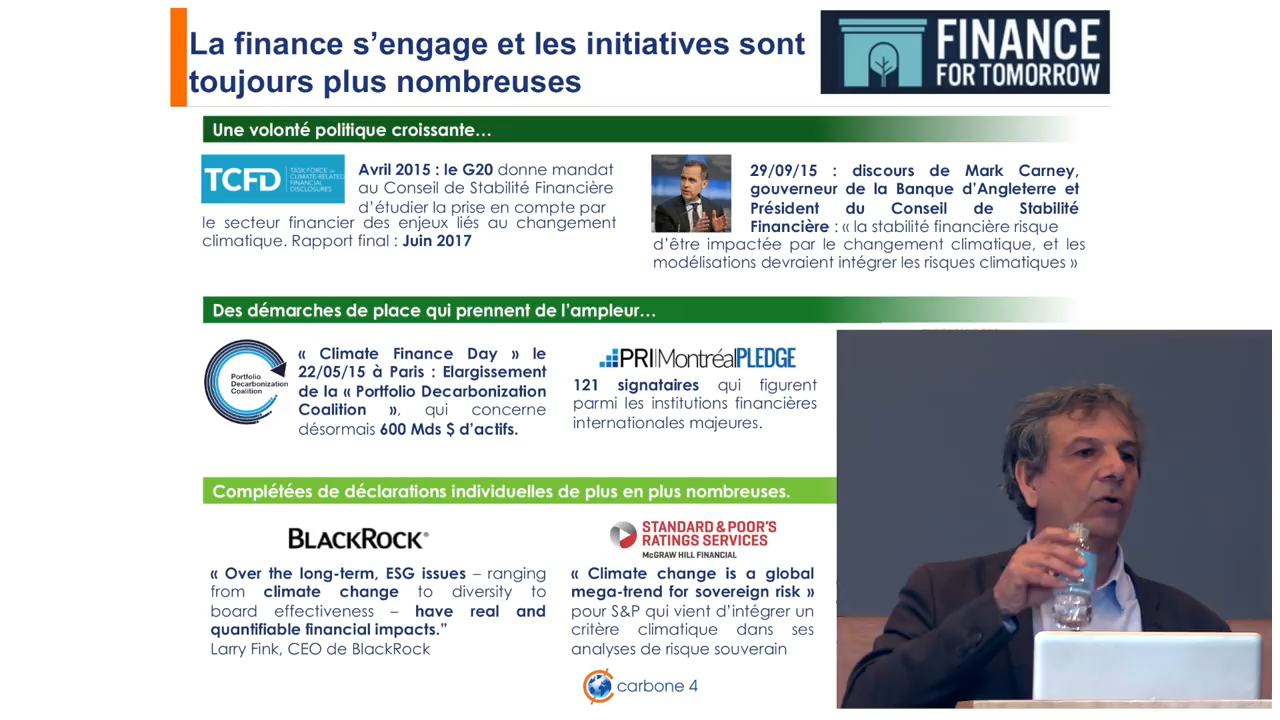 La finance s’engage et les initiatives sont
toujours plus nombreuses
FINANCE
FOR TOMORROW
Une volonté politique croissante…
TCFD
TASK FORCE ON
CLIMATE-RELATED
FINANCIAL
DISCLOSURES
Avril 2015 : le G20 donne mandat
au Conseil de Stabilité Financière
d’étudier la prise en compte par
le secteur financier des enjeux liés au changement
climatique. Rapport final : Juin 2017
29/09/15 : discours de Mark Carney,
gouverneur de la Banque d’Angleterre et
Président du Conseil de Stabilité
Financière : « la stabilité financière risque
d’être impactée par le changement climatique, et les
modélisations devraient intégrer les risques climatiques »
Des démarches de place qui prennent de l’ampleur…
Portfolio
Decarbonization
Coalition
« Climate Finance Day » le
22/05/15 à Paris : Elargissement
de la « Portfolio Decarbonization
Coalition », qui concerne
désormais 600 Mds $ d’actifs.
PRI Montréal PLEDGE
121 signataires qui figurent
parmi les institutions financières
internationales majeures.
Complétées de déclarations individuelles de plus en plus nombreuses.
BLACKROCK®
« Over the long-term, ESG issues – ranging
from climate change to diversity to
board effectiveness – have real and
quantifiable financial impacts.”
Larry Fink, CEO de BlackRock
STANDARD & POOR’S
RATINGS SERVICES
McGRAW HILL FINANCIAL
« Climate change is a global
mega-trend for sovereign risk »
pour S&P qui vient d’intégrer un
critère climatique dans ses
analyses de risque souverain
carbone 4